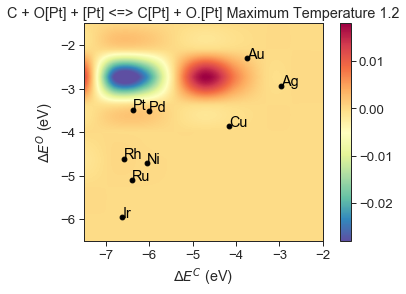 C + O[Pt] + [Pt] <=> C[Pt] + O.[Pt] Maximum Temperature 1.2
−2
−3
−4
−5
−6
ΔE^O (eV)
Au
Ag
Pt
Pd
Cu
Rh
Ni
Ru
Ir
−7
−6
−5
−4
−3
−2
ΔE^C (eV)
0.01
0.00
−0.01
−0.02